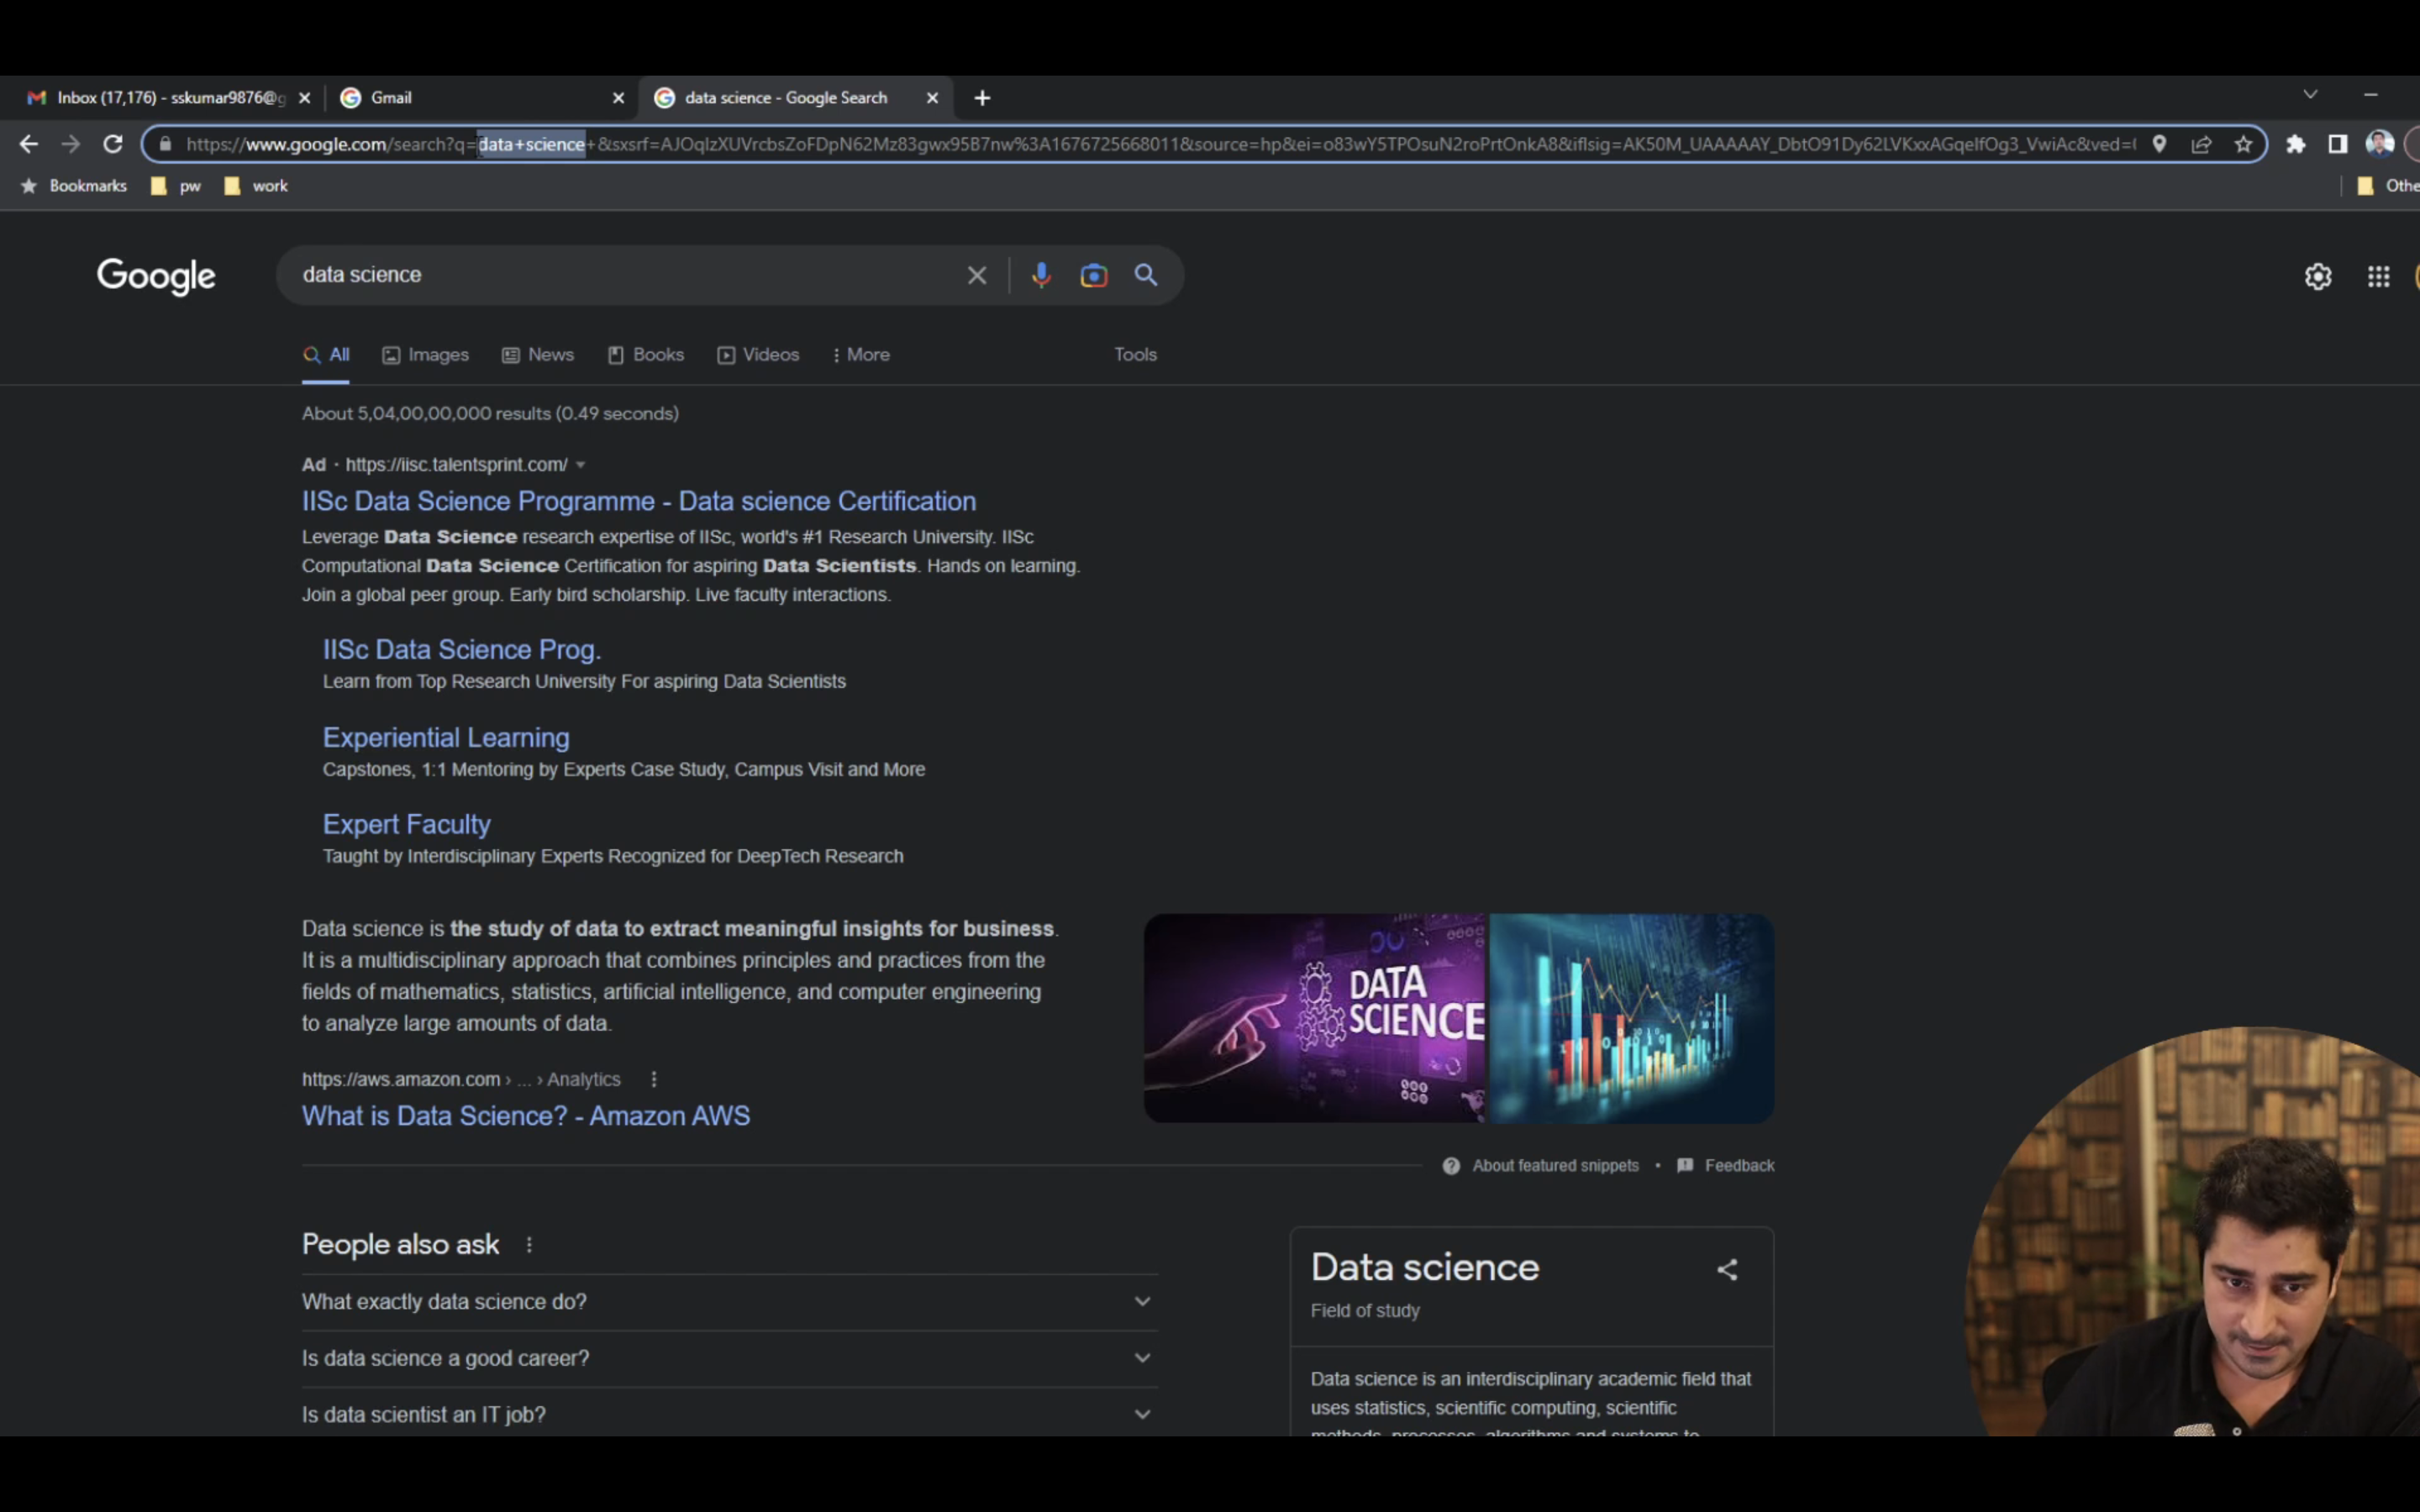 Inbox (17,176) - sskumar9876@g
Gmail
data science - Google Search
https://www.google.com/search?q=data+science+&sxsrf=AJOqlzXUVrcbsZoFDpN62Mz83gwx95B7nw%3A1676725668011&source=hp&ei=o83wY5TPOsuN2roPrtOnkA8&iflsig=AK50M_UAAAAAY_DbtO91Dy62LVKxxAGqeIfOg3_VwiAc&ved=
Bookmarks pw work Othe
Google data science
All Images News Books Videos More Tools
About 5,04,00,00,000 results (0.49 seconds)
Ad · https://iisc.talentsprint.com/
IISc Data Science Programme - Data science Certification
Leverage Data Science research expertise of IISc, world's #1 Research University. IISc
Computational Data Science Certification for aspiring Data Scientists. Hands on learning.
Join a global peer group. Early bird scholarship. Live faculty interactions.
IISc Data Science Prog.
Learn from Top Research University For aspiring Data Scientists
Experiential Learning
Capstones, 1:1 Mentoring by Experts Case Study, Campus Visit and More
Expert Faculty
Taught by Interdisciplinary Experts Recognized for DeepTech Research
Data science is the study of data to extract meaningful insights for business.
It is a multidisciplinary approach that combines principles and practices from the
fields of mathematics, statistics, artificial intelligence, and computer engineering
to analyze large amounts of data.
DATA
SCIENCE
https://aws.amazon.com › ... › Analytics
What is Data Science? - Amazon AWS
About featured snippets • Feedback
People also ask
What exactly data science do?
Is data science a good career?
Is data scientist an IT job?
Data science
Field of study
Data science is an interdisciplinary academic field that
uses statistics, scientific computing, scientific
methods, processes, algorithms and systems to